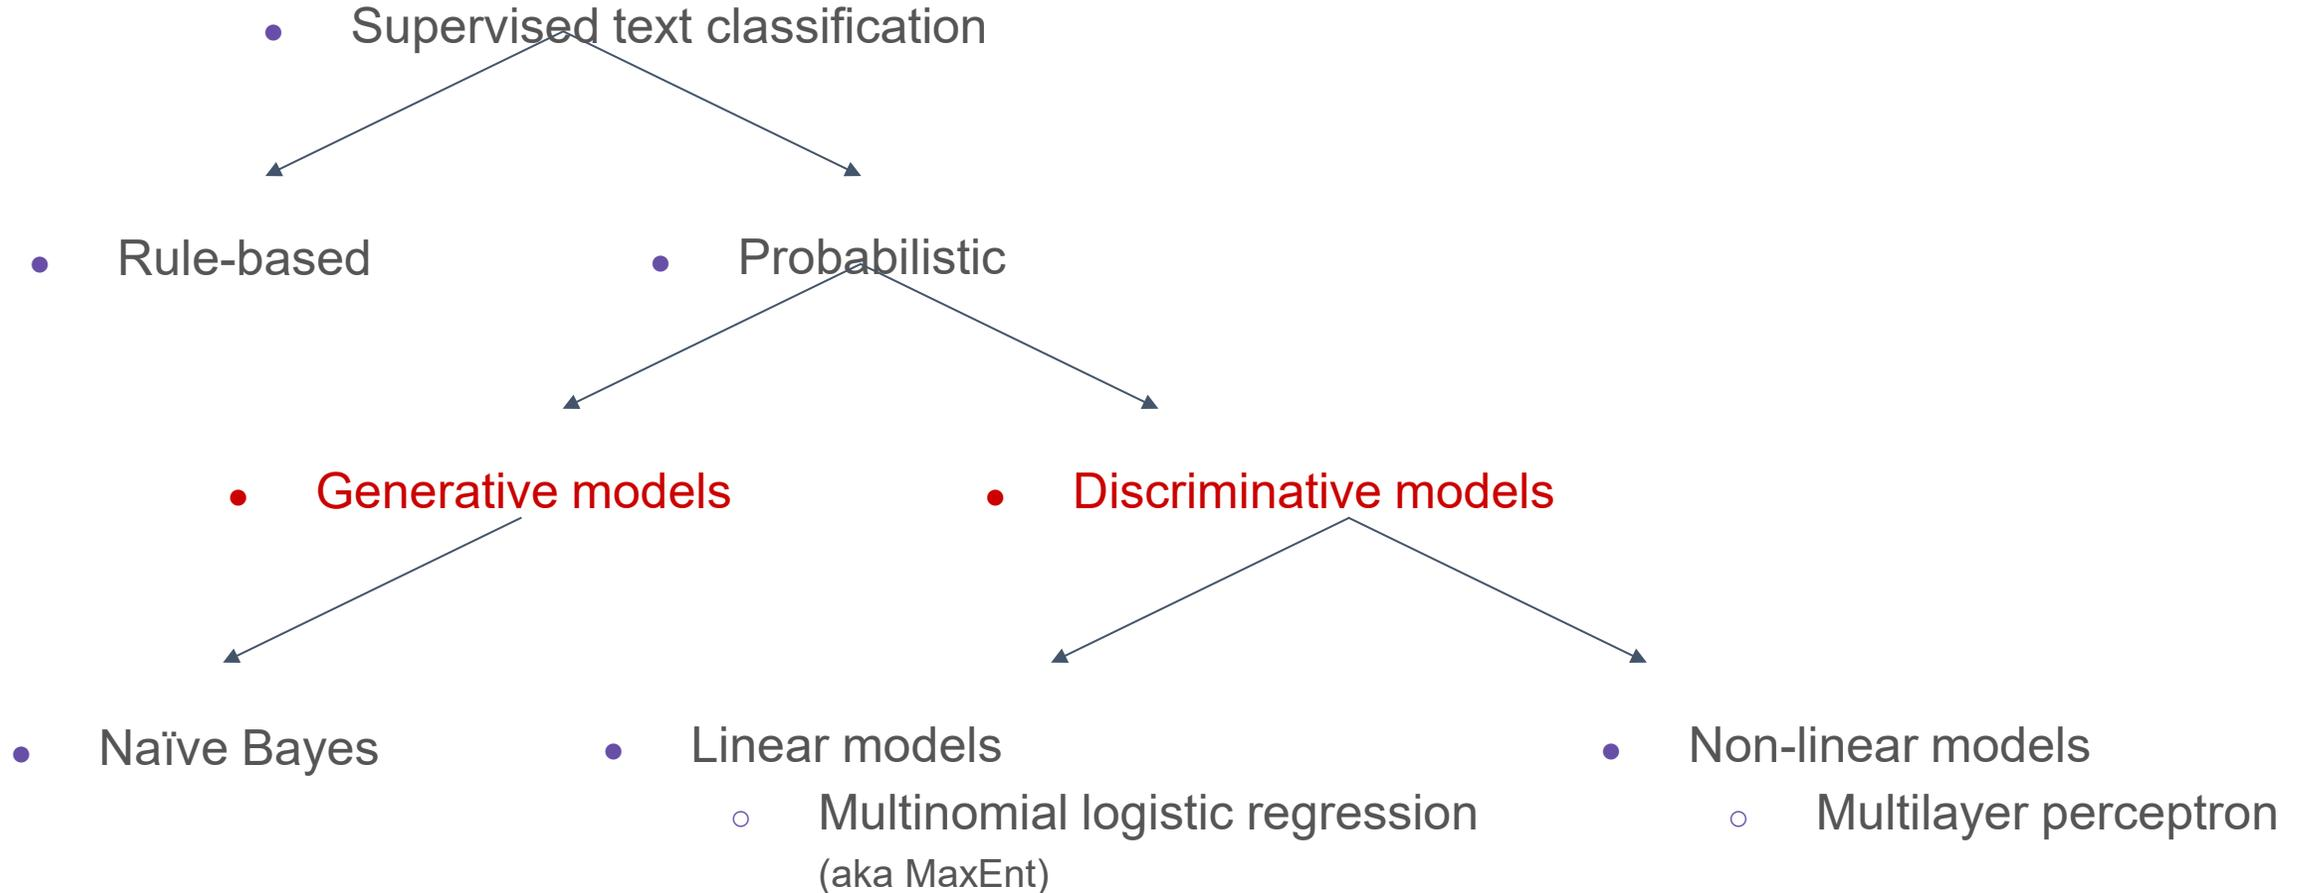 Supervised text classification
Rule-based
Probabilistic
Generative models
Discriminative models
Naïve Bayes
Linear models
Multinomial logistic regression
(aka MaxEnt)
Non-linear models
Multilayer perceptron